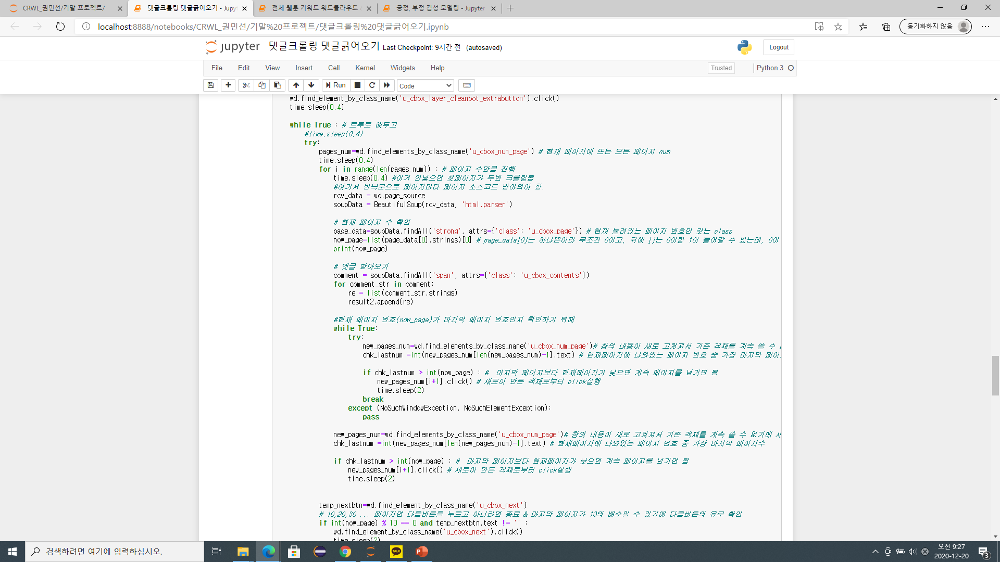 CRWL_권민선/기말 프로젝트/
댓글크롤링 댓글긁어오기 - Jupy
전체 웹툰 키워드 워드클라우드
긍정, 부정 감성 모델링 - Jupyter
localhost:8888/notebooks/CRWL_권민선/기말%20프로젝트/댓글크롤링%20댓글긁어오기.ipynb
동기화하지 않음
jupyter 댓글크롤링 댓글긁어오기 Last Checkpoint: 9시간 전 (autosaved)
Logout
File Edit View Insert Cell Kernel Widgets Help
Trusted
Python 3
Run
Code
wd.find_element_by_class_name('u_cbox_layer_cleanbot_extrabutton').click()
time.sleep(0.4)
while True : # 트루로 해두고
#time.sleep(0.4)
try:
pages_num=wd.find_elements_by_class_name('u_cbox_num_page') # 현재 페이지에 뜨는 모든 페이지 num
time.sleep(0.4)
for i in range(len(pages_num)) : # 페이지 수만큼 진행
time.sleep(0.4) #이거 안넣으면 첫페이지가 두번 크롤링됨
#여기서 반복문으로 페이지마다 페이지 소스코드 받아와야 함.
rcv_data = wd.page_source
soupData = BeautifulSoup(rcv_data, 'html.parser')
# 현재 페이지 수 확인
page_data=soupData.findAll('strong', attrs={'class': 'u_cbox_page'}) # 현재 눌려있는 페이지 번호만 갖는 class
now_page=list(page_data[0].strings)[0] # page_data[0]는 하나뿐이라 무조건 0이고, 뒤에 []는 0이랑 1이 들어갈 수 있는데, 0이
print(now_page)
# 댓글 받아오기
comment = soupData.findAll('span', attrs={'class': 'u_cbox_contents'})
for comment_str in comment:
re = list(comment_str.strings)
result2.append(re)
#현재 페이지 번호(now_page)가 마지막 페이지 번호인지 확인하기 위해
while True:
try:
new_pages_num=wd.find_elements_by_class_name('u_cbox_num_page')# 창의 내용이 새로 고쳐져서 기존 객체를 계속 쓸 수
chk_lastnum =int(new_pages_num[len(new_pages_num)-1].text) # 현재페이지에 나와있는 페이지 번호 중 가장 마지막
if chk_lastnum > int(now_page) : # 마지막 페이지보다 현재페이지가 낮으면 계속 페이지를 넘기면 됨
new_pages_num[i+1].click() # 새로이 만든 객체로부터 click실행
time.sleep(2)
break
except (NoSuchWindowException, NoSuchElementException):
pass
new_pages_num=wd.find_elements_by_class_name('u_cbox_num_page')# 창의 내용이 새로 고쳐져서 기존 객체를 계속 쓸 수 없기에
chk_lastnum =int(new_pages_num[len(new_pages_num)-1].text) # 현재페이지에 나와있는 페이지 번호 중 가장 마지막 페이지수
if chk_lastnum > int(now_page) : # 마지막 페이지보다 현재페이지가 낮으면 계속 페이지를 넘기면 됨
new_pages_num[i+1].click() # 새로이 만든 객체로부터 click실행
time.sleep(2)
temp_nextbtn=wd.find_element_by_class_name('u_cbox_next')
# 10,20,30 ... 페이지면 다음버튼을 누르고 아니라면 종료 & 마지막 페이지가 10의 배수일 수 있기에 다음버튼의 유무 확인
if int(now_page) % 10 == 0 and temp_nextbtn.text != '' :
wd.find_element_by_class_name('u_cbox_next').click()
time.sleep(2)
검색하려면 여기에 입력하십시오.
TALK
오전 9:27
2020-12-20
3